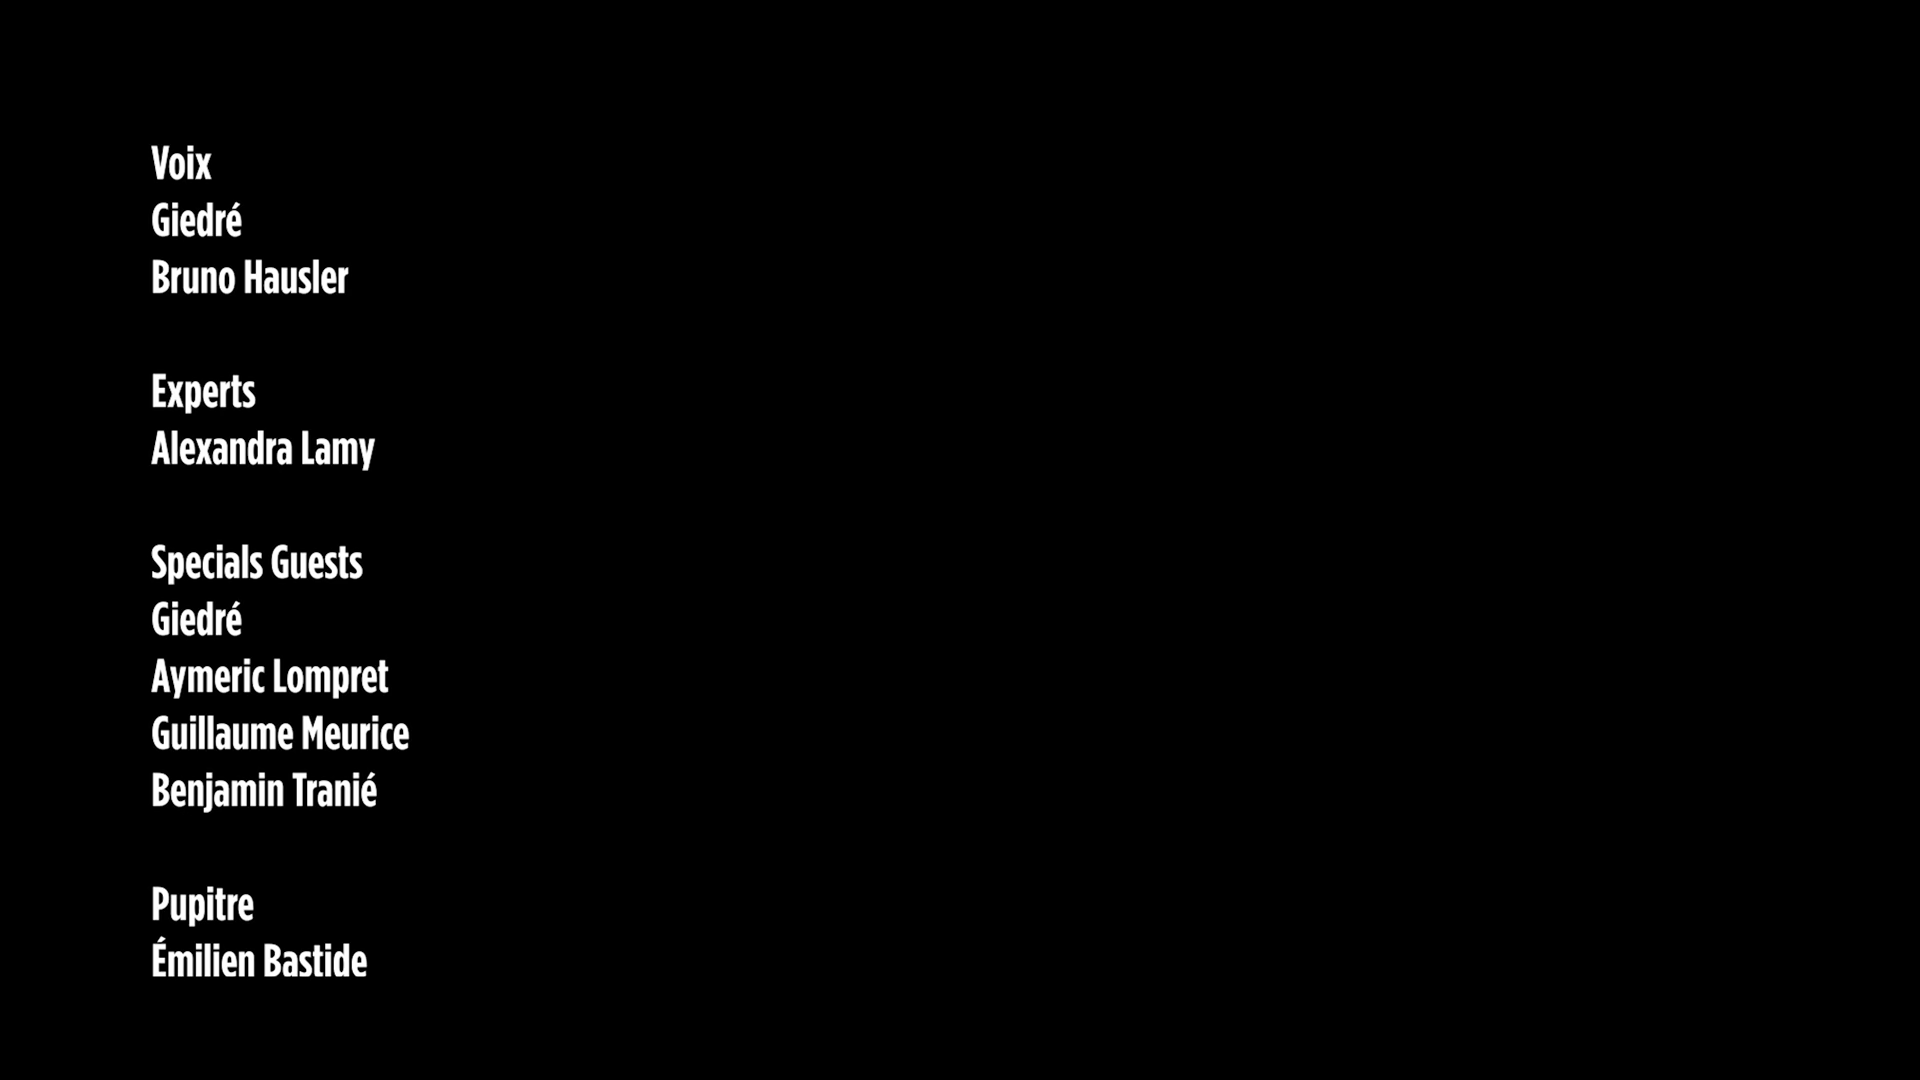 Voix
Giedré
Bruno Hausler
Experts
Alexandra Lamy
Specials Guests
Giedré
Aymeric Lompret
Guillaume Meurice
Benjamin Tranié
Pupitre
Émilien Bastide